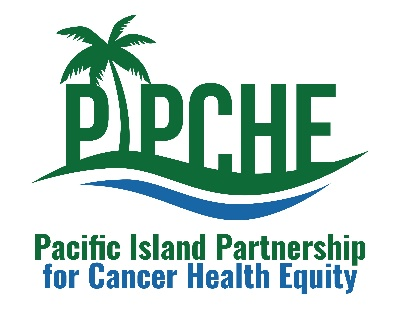 PIPCHE
Pacific Island Partnership
for Cancer Health Equity